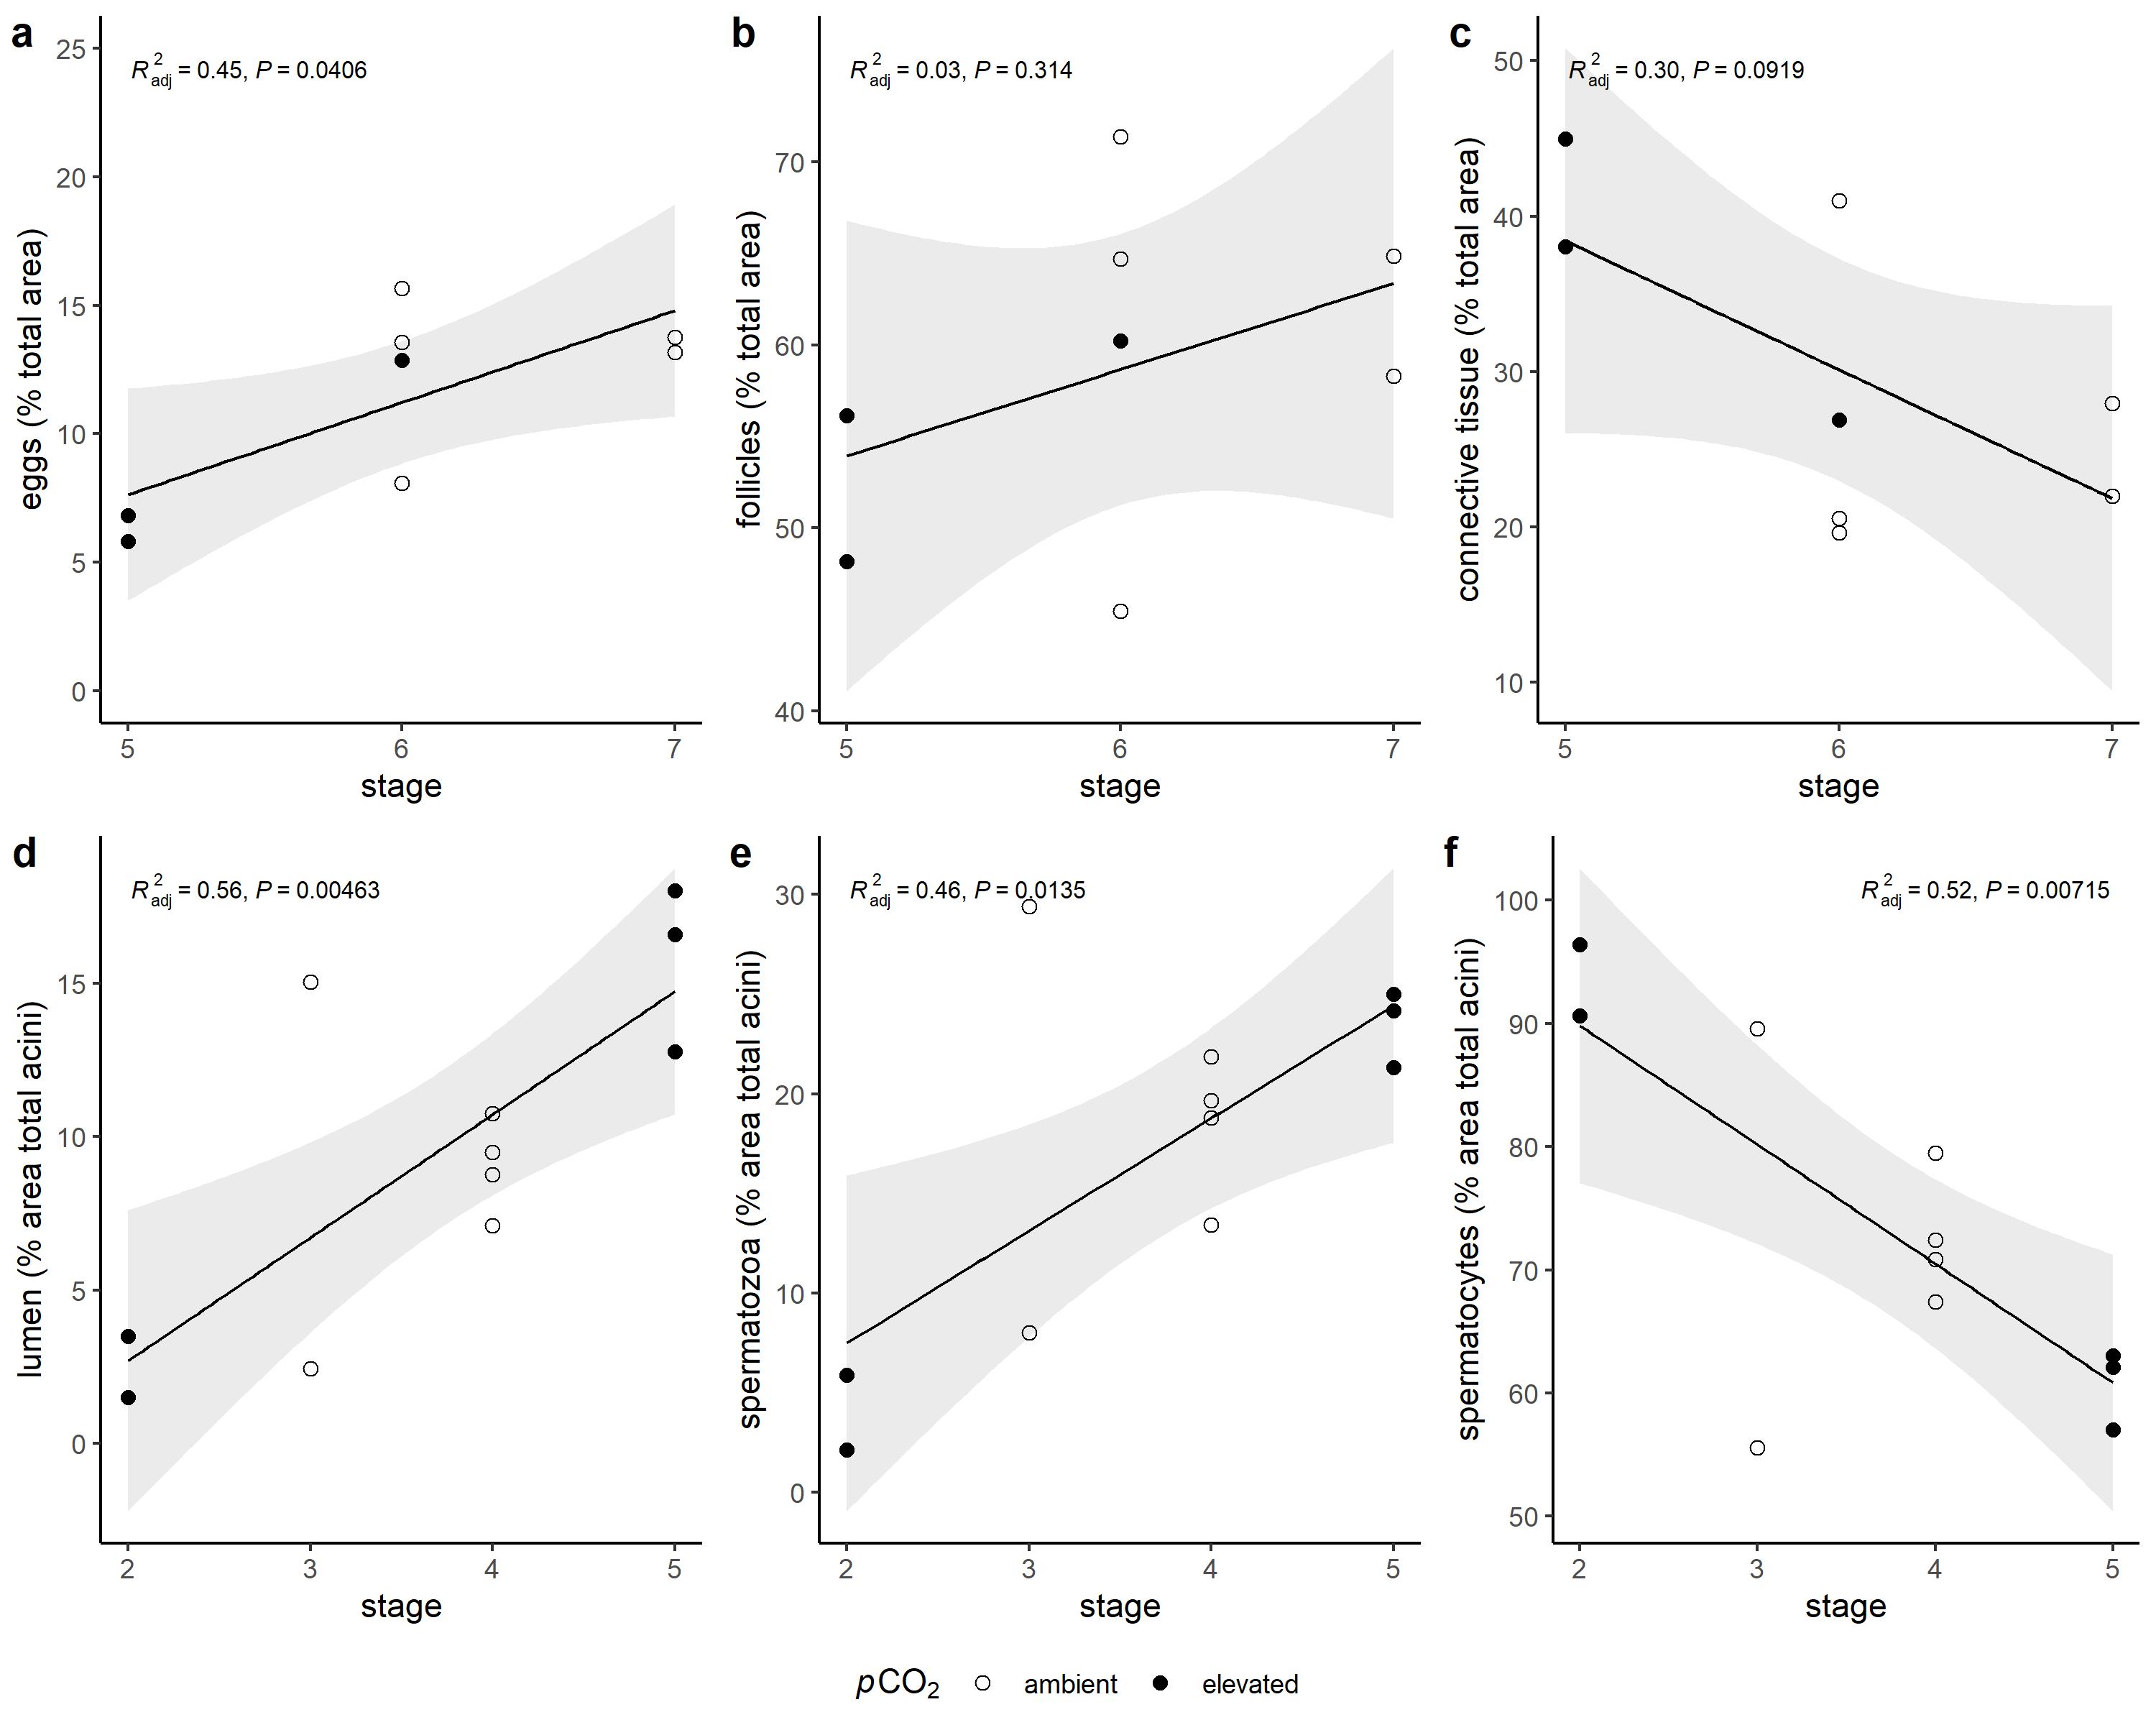 a
R²adj = 0.45, P = 0.0406
25
20
15
10
5
0
eggs (% total area)
5 6 7
stage
b
R²adj = 0.03, P = 0.314
70
60
50
40
follicles (% total area)
5 6 7
stage
c
R²adj = 0.30, P = 0.0919
50
40
30
20
10
connective tissue (% total area)
5 6 7
stage
d
R²adj = 0.56, P = 0.00463
15
10
5
0
lumen (% area total acini)
2 3 4 5
stage
e
R²adj = 0.46, P = 0.0135
30
20
10
0
spermatozoa (% area total acini)
2 3 4 5
stage
f
R²adj = 0.52, P = 0.00715
100
90
80
70
60
50
spermatocytes (% area total acini)
2 3 4 5
stage
pCO₂ ambient elevated